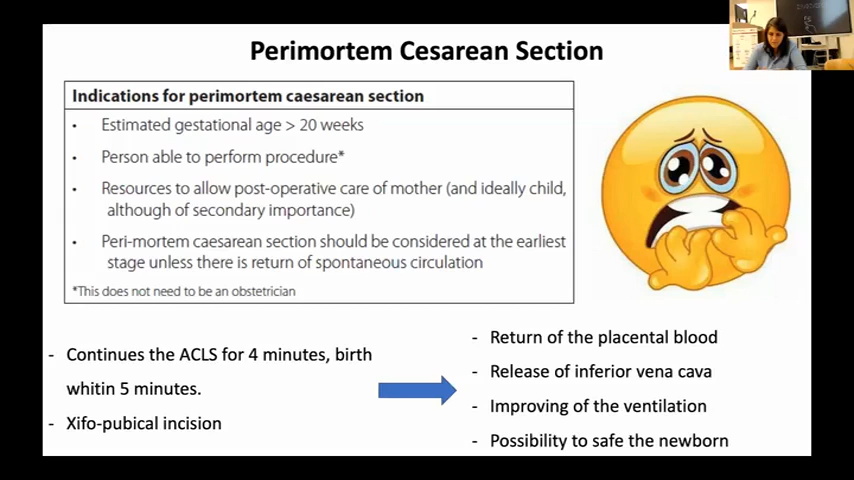 Perimortem Cesarean Section
Indications for perimortem caesarean section
• Estimated gestational age > 20 weeks
• Person able to perform procedure*
• Resources to allow post-operative care of mother (and ideally child,
although of secondary importance)
• Peri-mortem caesarean section should be considered at the earliest
stage unless there is return of spontaneous circulation
*This does not need to be an obstetrician
- Continues the ACLS for 4 minutes, birth
whitin 5 minutes.
- Xifo-pubical incision
- Return of the placental blood
- Release of inferior vena cava
- Improving of the ventilation
- Possibility to safe the newborn